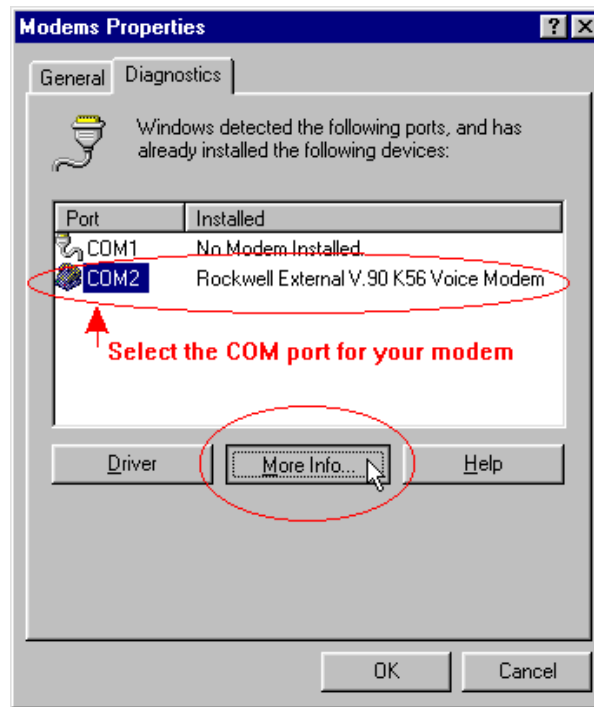 Modems Properties
General Diagnostics
Windows detected the following ports, and has
already installed the following devices:
Port Installed
COM1 No Modem Installed.
COM2 Rockwell External V.90 K56 Voice Modem
Select the COM port for your modem
Driver More Info... Help
OK Cancel